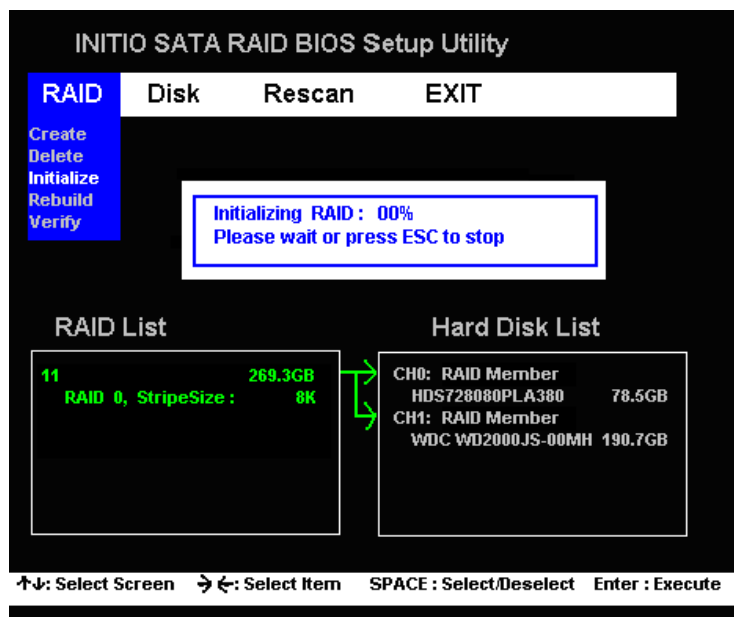 INITIO SATA RAID BIOS Setup Utility
RAID Disk Rescan EXIT
Create
Delete
Initialize
Rebuild
Verify
Initializing RAID : 00%
Please wait or press ESC to stop
RAID List
11 269.3GB
RAID 0, StripeSize : 8K
Hard Disk List
CH0: RAID Member
HDS728080PLA380 78.5GB
CH1: RAID Member
WDC WD2000JS-00MH 190.7GB
↑↓: Select Screen →←: Select Item SPACE : Select/Deselect Enter : Execute